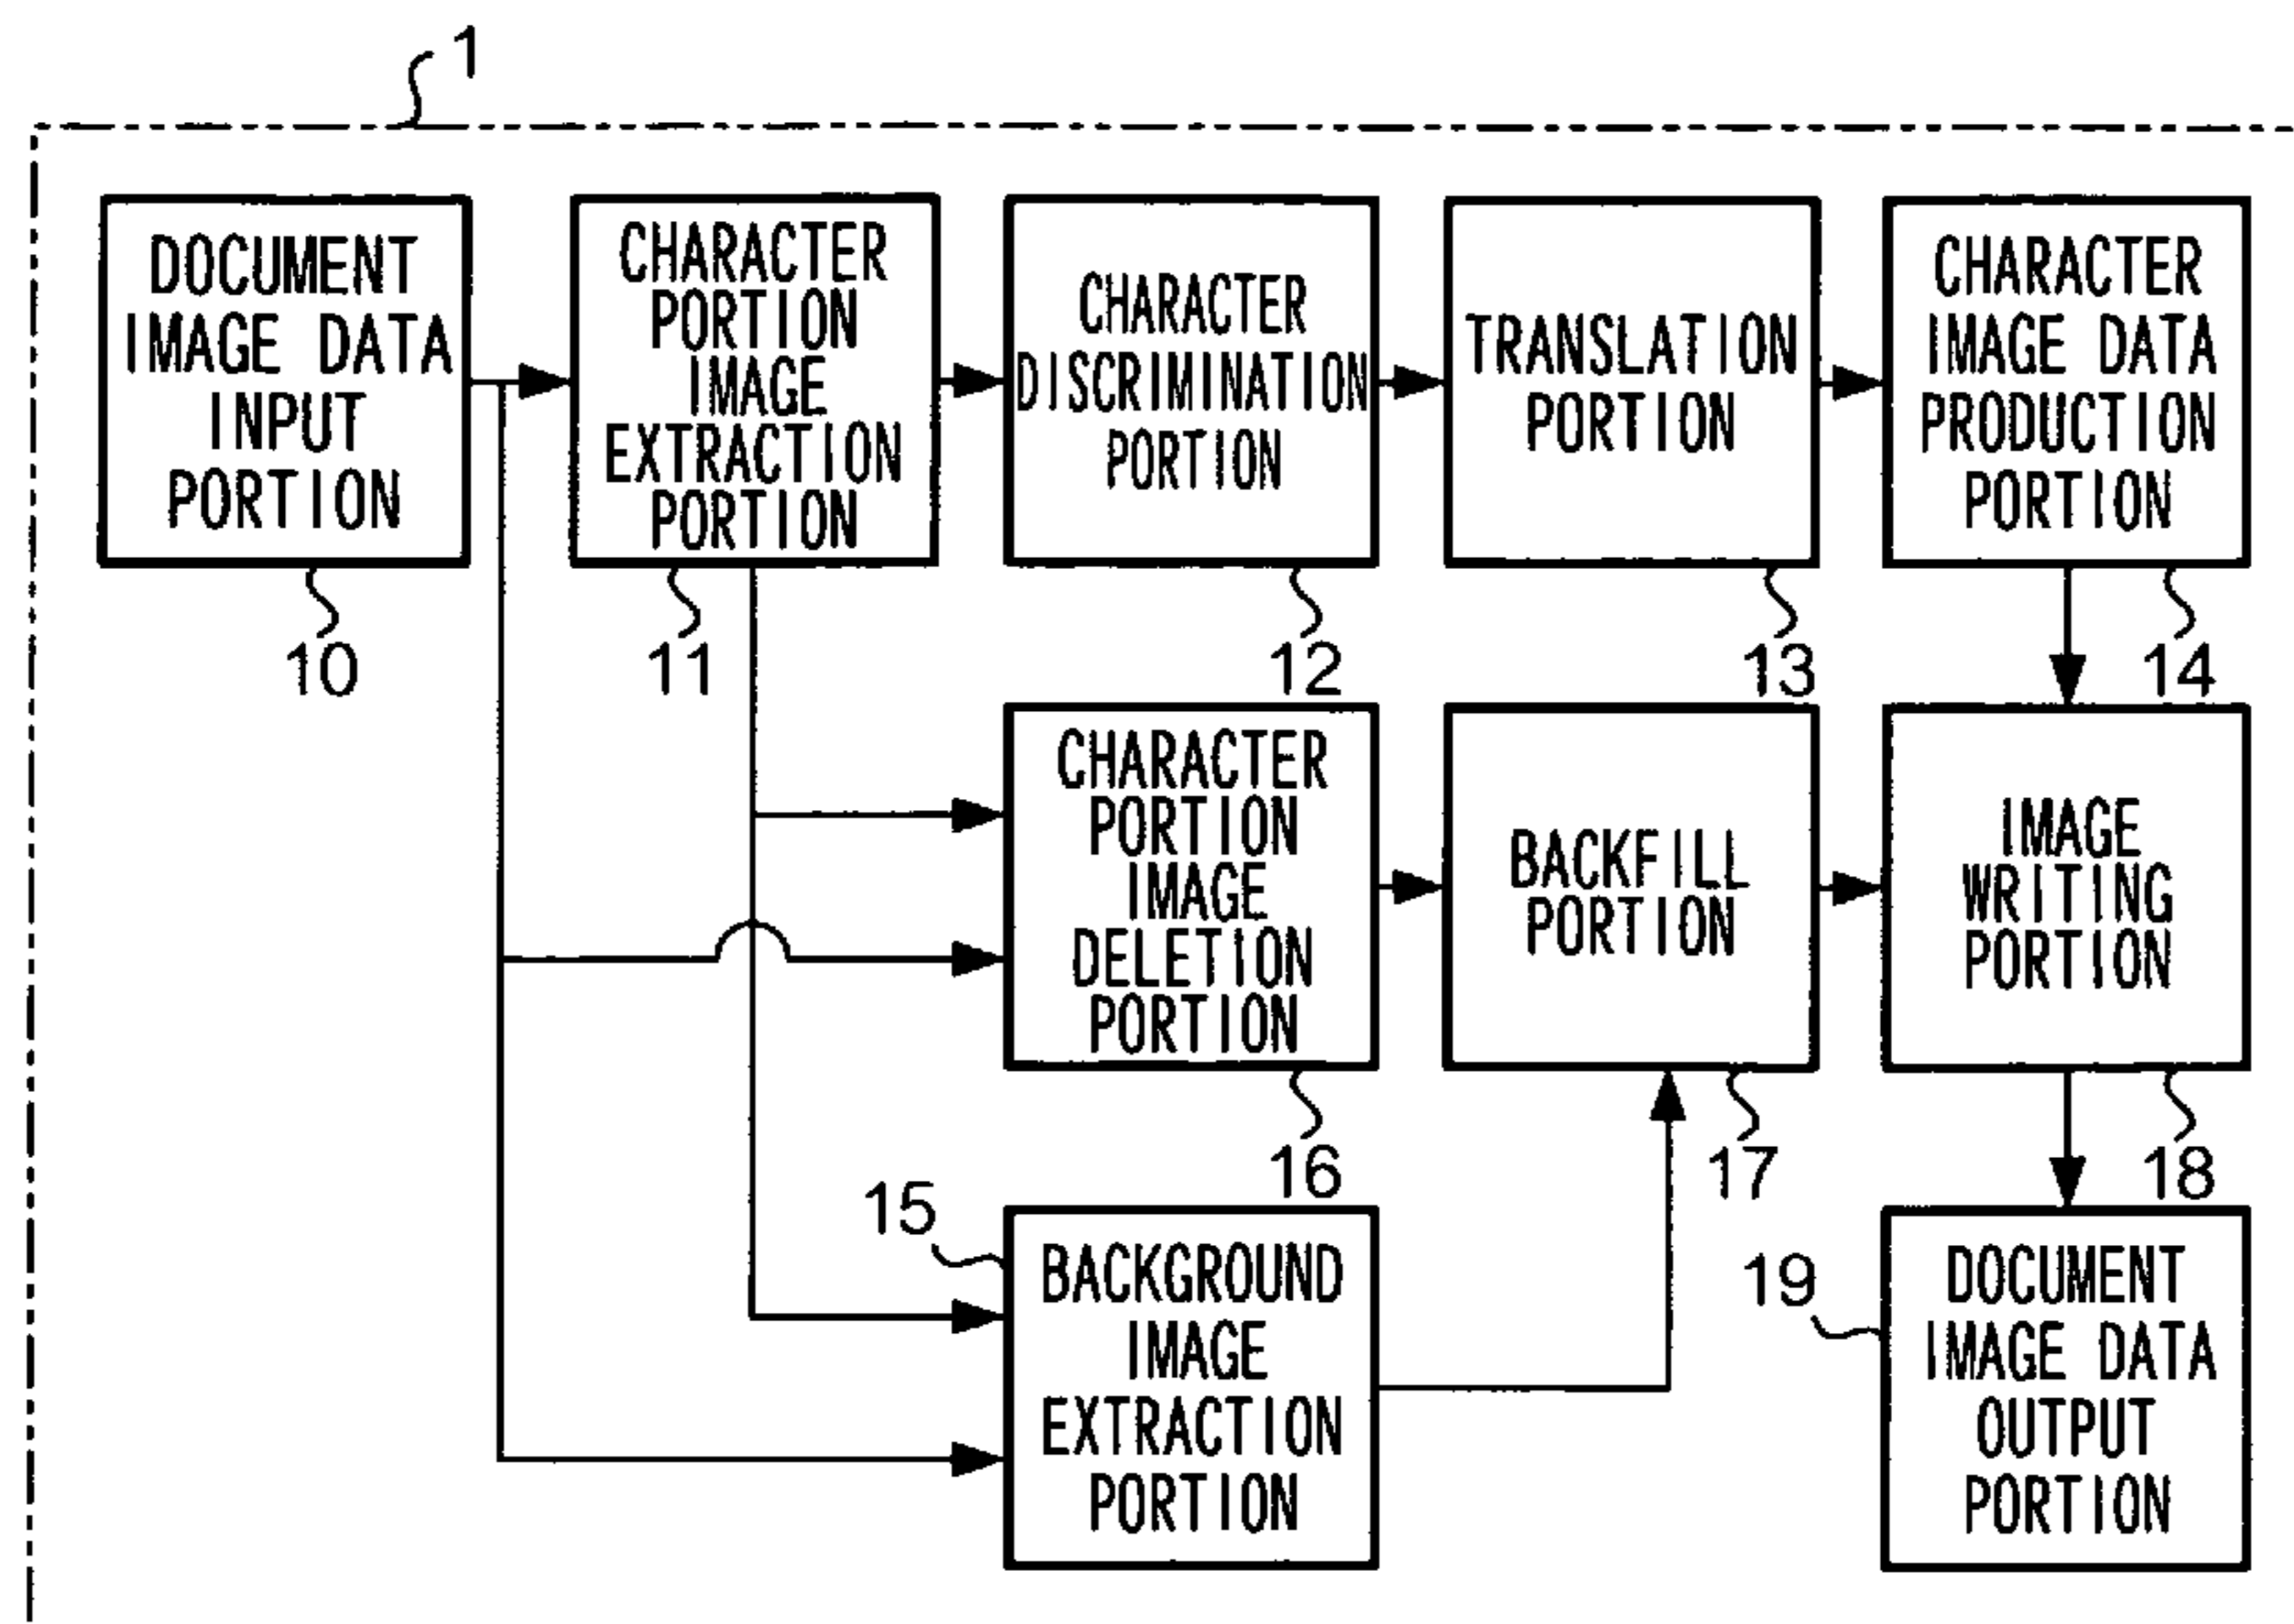 1
DOCUMENT
IMAGE DATA
INPUT
PORTION
10
CHARACTER
PORTION
IMAGE
EXTRACTION
PORTION
11
CHARACTER
DISCRIMINATION
PORTION
12
TRANSLATION
PORTION
13
CHARACTER
IMAGE DATA
PRODUCTION
PORTION
14
CHARACTER
PORTION
IMAGE
DELETION
PORTION
16
BACKFILL
PORTION
17
IMAGE
WRITING
PORTION
18
15
BACKGROUND
IMAGE
EXTRACTION
PORTION
19
DOCUMENT
IMAGE DATA
OUTPUT
PORTION